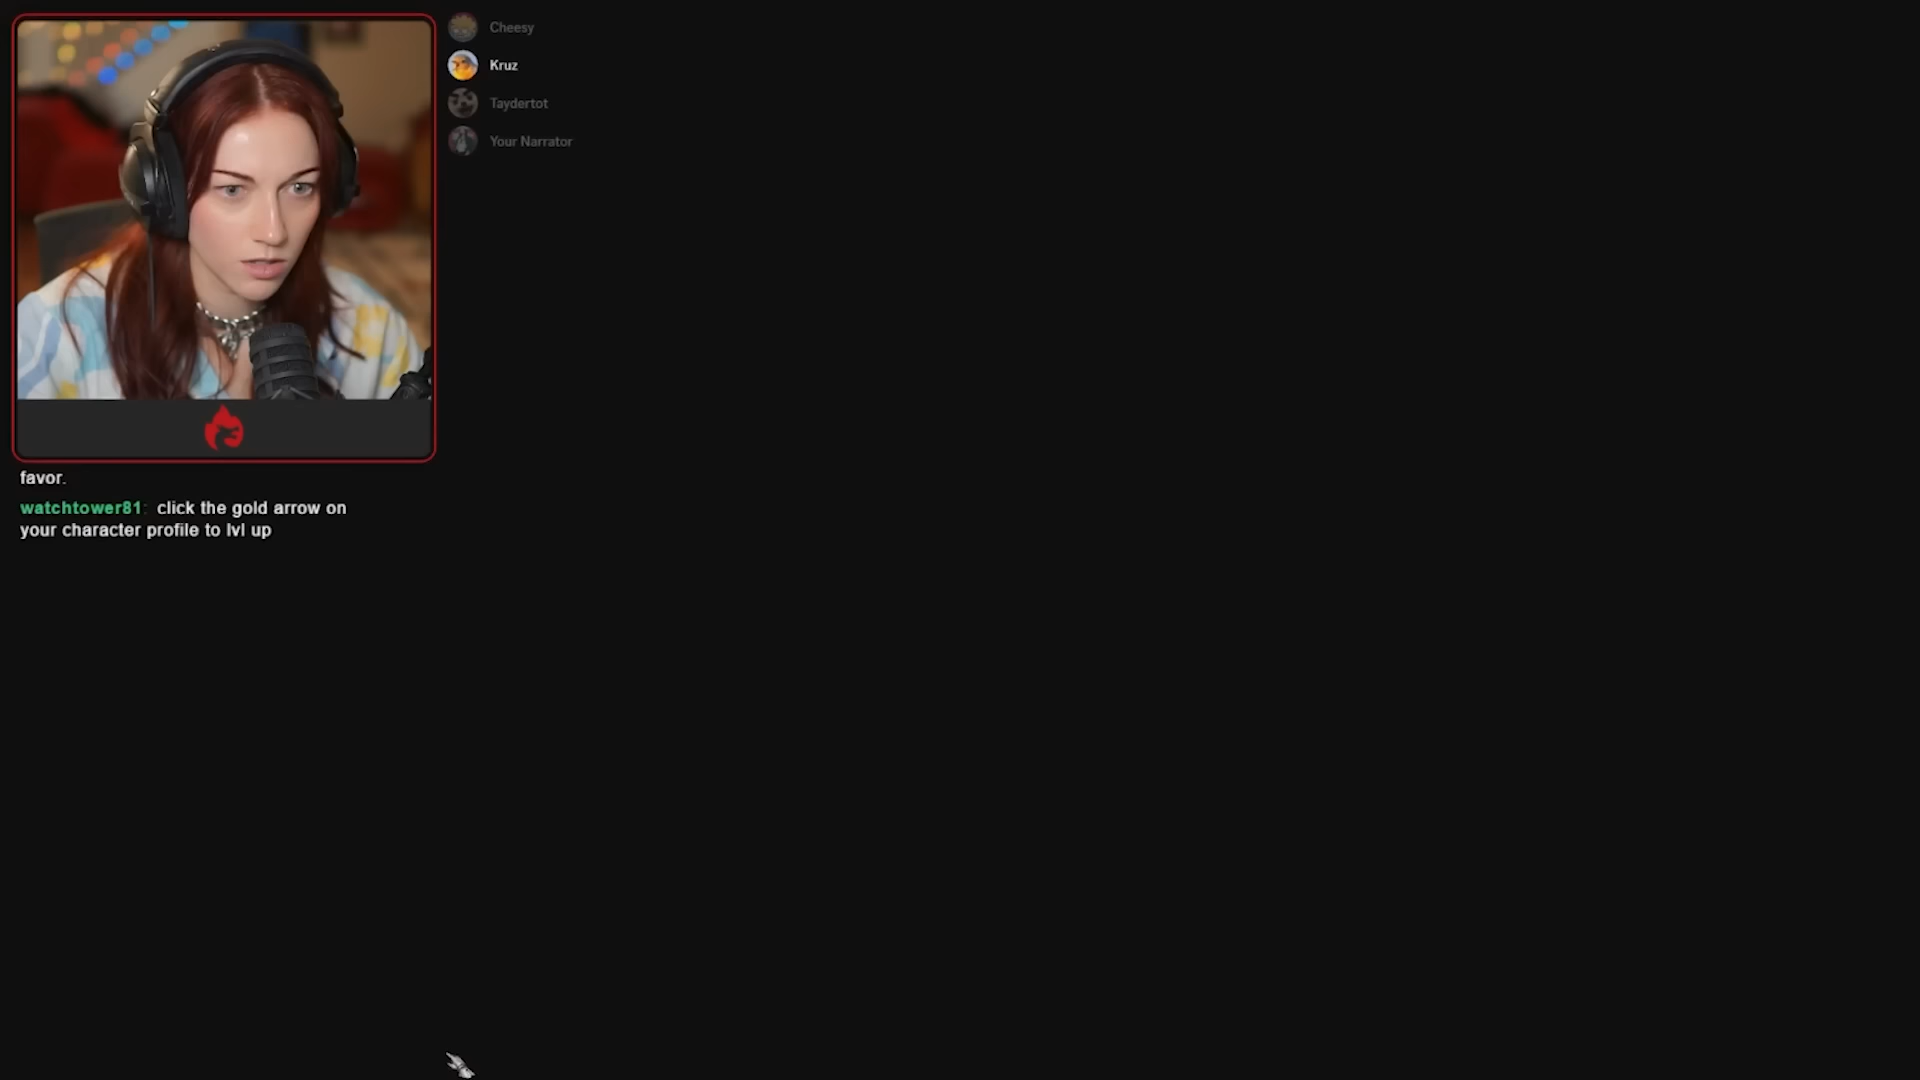 Cheesy
Kruz
Taydertot
Your Narrator
favor.
watchtower81: click the gold arrow on
your character profile to lvl up